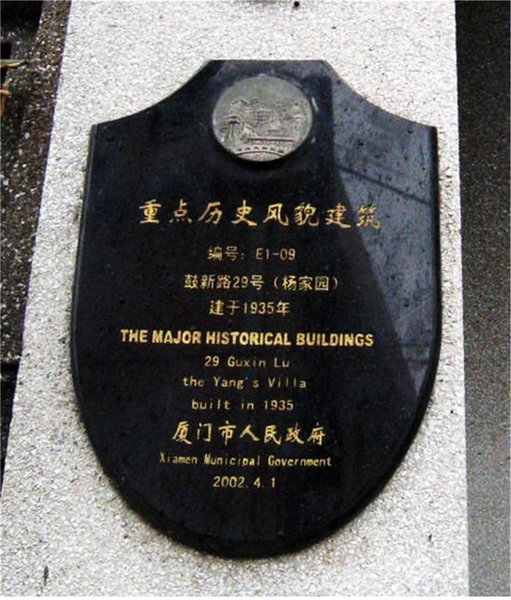 重点历史风貌建筑
编号: E1-09
鼓新路29号（杨家园）
建于1935年
THE MAJOR HISTORICAL BUILDINGS
29 Guxin Lu
the Yang's Villa
built in 1935
厦门市人民政府
Xiamen Municipal Government
2002.4.1